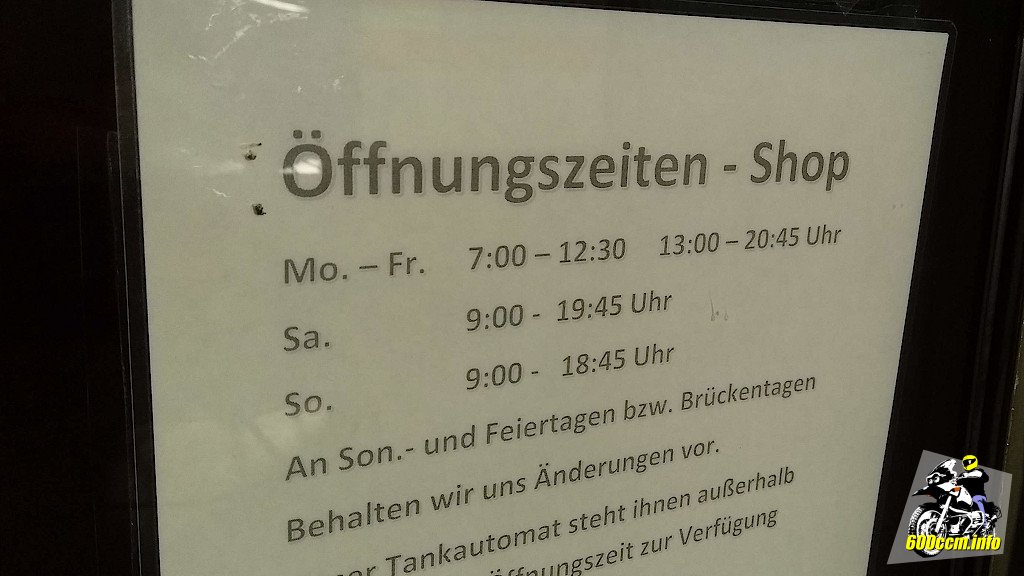 Öffnungszeiten - Shop
Mo. – Fr. 7:00 – 12:30 13:00 – 20:45 Uhr
Sa. 9:00 - 19:45 Uhr
So. 9:00 - 18:45 Uhr
An Son.- und Feiertagen bzw. Brückentagen
Behalten wir uns Änderungen vor.
Tankautomat steht ihnen außerhalb
Öffnungszeit zur Verfügung
600ccm.info